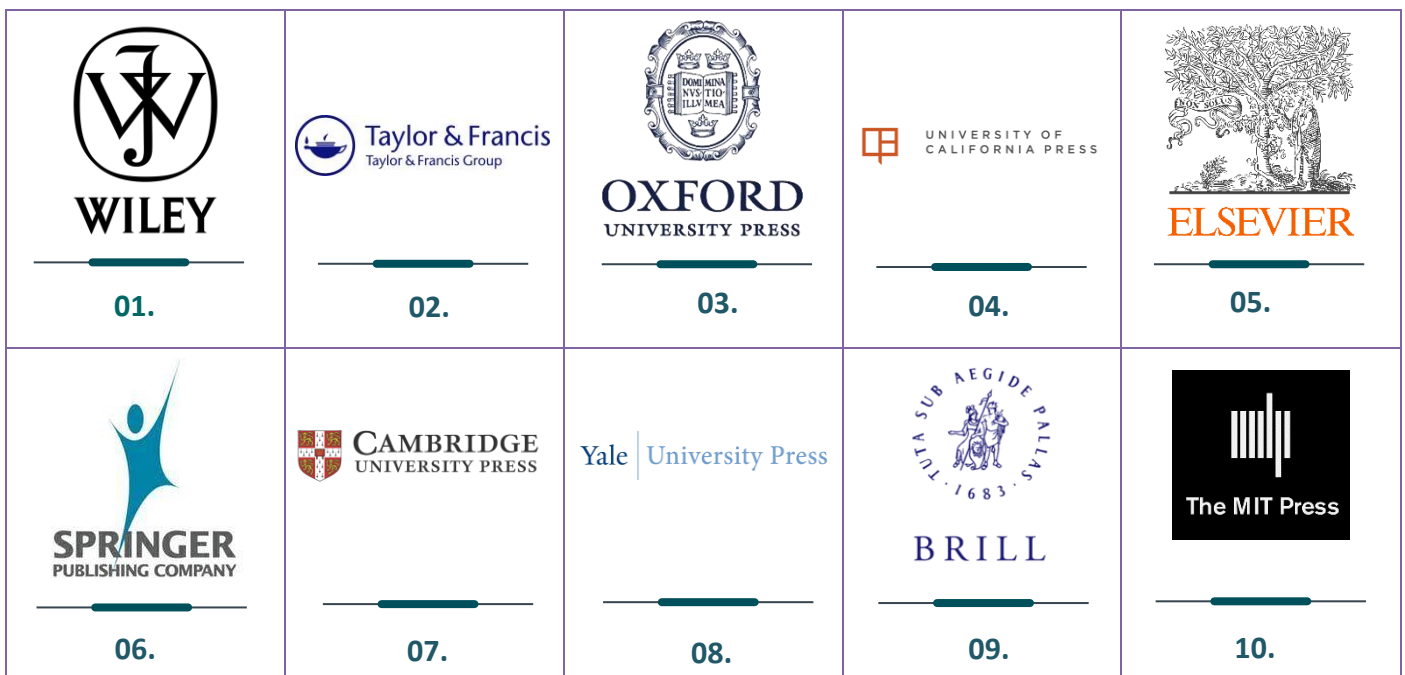 WILEY
01.
Taylor & Francis
Taylor & Francis Group
02.
DOMI MINA
NVS TIO
ILLV MEA
OXFORD
UNIVERSITY PRESS
03.
UNIVERSITY OF
CALIFORNIA PRESS
04.
NON SOLUS
ELSEVIER
05.
SPRINGER
PUBLISHING COMPANY
06.
CAMBRIDGE
UNIVERSITY PRESS
07.
Yale University Press
08.
TUTA SUB AEGIDE PALLAS
· 1683 ·
BRILL
09.
The MIT Press
10.